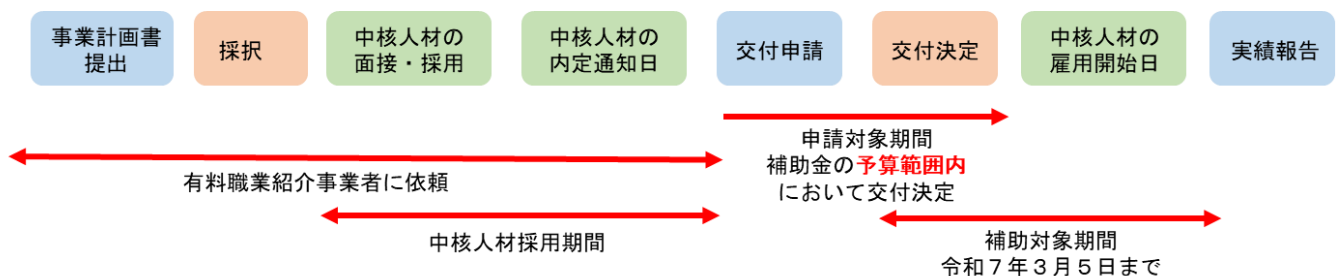 事業計画書
提出
採択
中核人材の
面接・採用
中核人材の
内定通知日
交付申請
交付決定
中核人材の
雇用開始日
実績報告
申請対象期間
補助金の予算範囲内
において交付決定
有料職業紹介事業者に依頼
中核人材採用期間
補助対象期間
令和７年３月５日まで